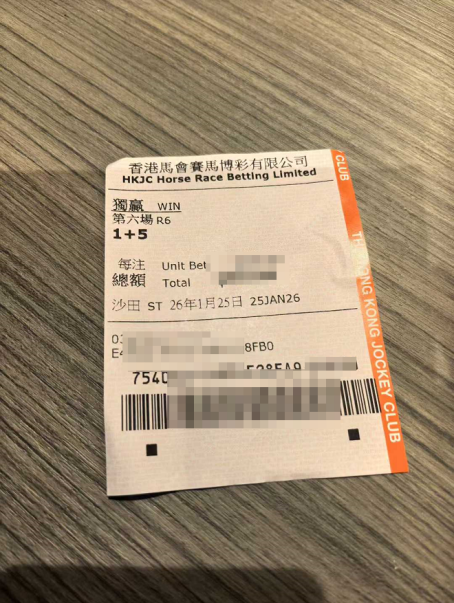 香港馬會賽馬博彩有限公司
HKJC Horse Race Betting Limited
獨贏 WIN
第六場 R6
1+5
每注 Unit Bet
總額 Total
沙田 ST 26年1月25日 25JAN26
8FB0
754D
THE HONG KONG JOCKEY CLUB
CLUB